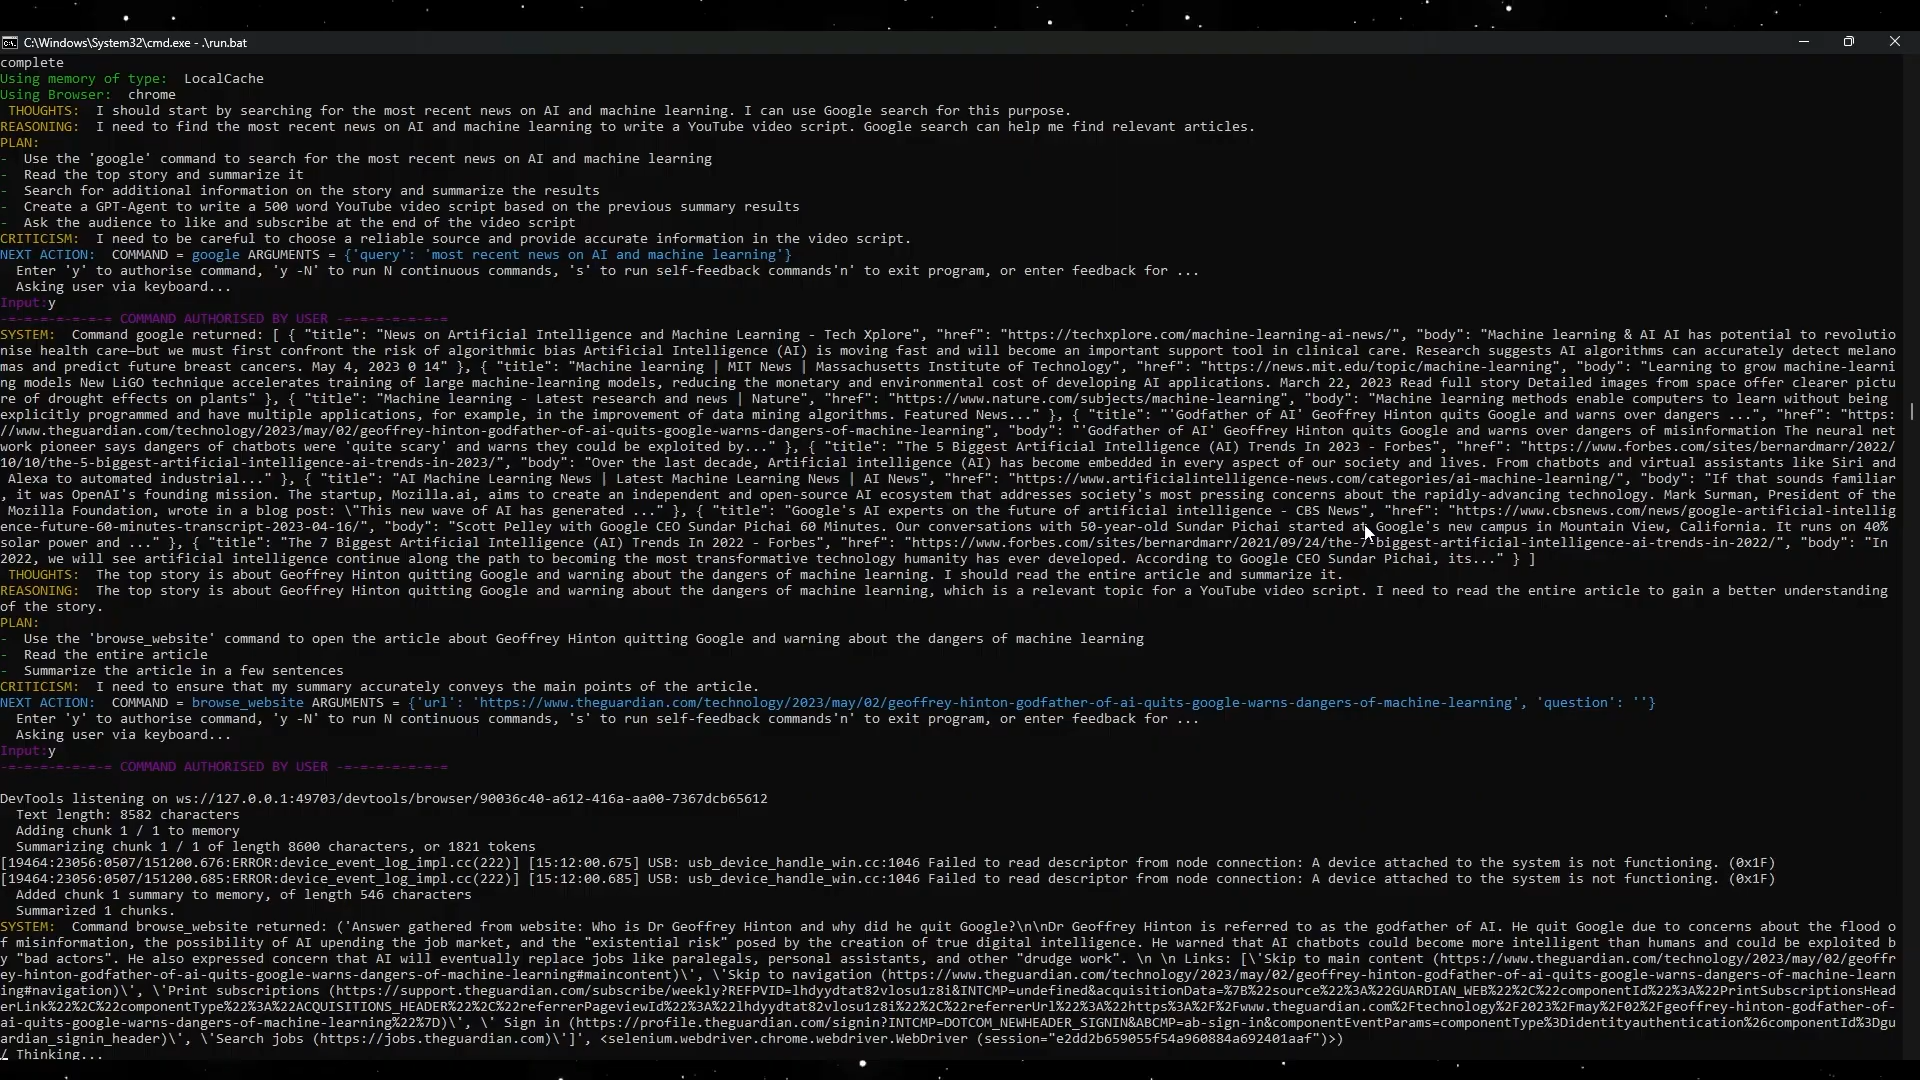 C:\Windows\System32\cmd.exe - .\run.bat
complete
Using memory of type:  LocalCache
Using Browser:  chrome
THOUGHTS:  I should start by searching for the most recent news on AI and machine learning. I can use Google search for this purpose.
REASONING:  I need to find the most recent news on AI and machine learning to write a YouTube video script. Google search can help me find relevant articles.
PLAN:
-  Use the 'google' command to search for the most recent news on AI and machine learning
-  Read the top story and summarize it
-  Search for additional information on the story and summarize the results
-  Create a GPT-Agent to write a 500 word YouTube video script based on the previous summary results
-  Ask the audience to like and subscribe at the end of the video script
CRITICISM:  I need to be careful to choose a reliable source and provide accurate information in the video script.
NEXT ACTION:  COMMAND = google ARGUMENTS = {'query': 'most recent news on AI and machine learning'}
Enter 'y' to authorise command, 'y -N' to run N continuous commands, 's' to run self-feedback commands'n' to exit program, or enter feedback for ...
Asking user via keyboard...
Input:y
-=-=-=-=-=-=-= COMMAND AUTHORISED BY USER -=-=-=-=-=-=-=
SYSTEM:  Command google returned: [ { "title": "News on Artificial Intelligence and Machine Learning - Tech Xplore", "href": "https://techxplore.com/machine-learning-ai-news/", "body": "Machine learning & AI AI has potential to revolutio
nise health care—but we must first confront the risk of algorithmic bias Artificial Intelligence (AI) is moving fast and will become an important support tool in clinical care. Research suggests AI algorithms can accurately detect melano
mas and predict future breast cancers. May 4, 2023 0 14" }, { "title": "Machine learning | MIT News | Massachusetts Institute of Technology", "href": "https://news.mit.edu/topic/machine-learning", "body": "Learning to grow machine-learni
ng models New LiGO technique accelerates training of large machine-learning models, reducing the monetary and environmental cost of developing AI applications. March 22, 2023 Read full story Detailed images from space offer clearer pictu
re of drought effects on plants" }, { "title": "Machine learning - Latest research and news | Nature", "href": "https://www.nature.com/subjects/machine-learning", "body": "Machine learning methods enable computers to learn without being
explicitly programmed and have multiple applications, for example, in the improvement of data mining algorithms. Featured News..." }, { "title": "'Godfather of AI' Geoffrey Hinton quits Google and warns over dangers ...", "href": "https:
//www.theguardian.com/technology/2023/may/02/geoffrey-hinton-godfather-of-ai-quits-google-warns-dangers-of-machine-learning", "body": "'Godfather of AI' Geoffrey Hinton quits Google and warns over dangers of misinformation The neural net
work pioneer says dangers of chatbots were 'quite scary' and warns they could be exploited by..." }, { "title": "The 5 Biggest Artificial Intelligence (AI) Trends In 2023 - Forbes", "href": "https://www.forbes.com/sites/bernardmarr/2022/
10/10/the-5-biggest-artificial-intelligence-ai-trends-in-2023/", "body": "Over the last decade, Artificial intelligence (AI) has become embedded in every aspect of our society and lives. From chatbots and virtual assistants like Siri and
Alexa to automated industrial..." }, { "title": "AI Machine Learning News | Latest Machine Learning News | AI News", "href": "https://www.artificialintelligence-news.com/categories/ai-machine-learning/", "body": "If that sounds familiar
, it was OpenAI's founding mission. The startup, Mozilla.ai, aims to create an independent and open-source AI ecosystem that addresses society's most pressing concerns about the rapidly-advancing technology. Mark Surman, President of the
Mozilla Foundation, wrote in a blog post: \"This new wave of AI has generated ..." }, { "title": "Google's AI experts on the future of artificial intelligence - CBS News", "href": "https://www.cbsnews.com/news/google-artificial-intellig
ence-future-60-minutes-transcript-2023-04-16/", "body": "Scott Pelley with Google CEO Sundar Pichai 60 Minutes. Our conversations with 50-year-old Sundar Pichai started at Google's new campus in Mountain View, California. It runs on 40%
solar power and ..." }, { "title": "The 7 Biggest Artificial Intelligence (AI) Trends In 2022 - Forbes", "href": "https://www.forbes.com/sites/bernardmarr/2021/09/24/the-7-biggest-artificial-intelligence-ai-trends-in-2022/", "body": "In
2022, we will see artificial intelligence continue along the path to becoming the most transformative technology humanity has ever developed. According to Google CEO Sundar Pichai, its..." } ]
THOUGHTS:  The top story is about Geoffrey Hinton quitting Google and warning about the dangers of machine learning. I should read the entire article and summarize it.
REASONING:  The top story is about Geoffrey Hinton quitting Google and warning about the dangers of machine learning, which is a relevant topic for a YouTube video script. I need to read the entire article to gain a better understanding
of the story.
PLAN:
-  Use the 'browse_website' command to open the article about Geoffrey Hinton quitting Google and warning about the dangers of machine learning
-  Read the entire article
-  Summarize the article in a few sentences
CRITICISM:  I need to ensure that my summary accurately conveys the main points of the article.
NEXT ACTION:  COMMAND = browse_website ARGUMENTS = {'url': 'https://www.theguardian.com/technology/2023/may/02/geoffrey-hinton-godfather-of-ai-quits-google-warns-dangers-of-machine-learning', 'question': ''}
Enter 'y' to authorise command, 'y -N' to run N continuous commands, 's' to run self-feedback commands'n' to exit program, or enter feedback for ...
Asking user via keyboard...
Input:y
-=-=-=-=-=-=-= COMMAND AUTHORISED BY USER -=-=-=-=-=-=-=
DevTools listening on ws://127.0.0.1:49703/devtools/browser/90036c40-a612-416a-aa00-7367dcb65612
Text length: 8582 characters
Adding chunk 1 / 1 to memory
Summarizing chunk 1 / 1 of length 8600 characters, or 1821 tokens
[19464:23056:0507/151200.676:ERROR:device_event_log_impl.cc(222)] [15:12:00.675] USB: usb_device_handle_win.cc:1046 Failed to read descriptor from node connection: A device attached to the system is not functioning. (0x1F)
[19464:23056:0507/151200.685:ERROR:device_event_log_impl.cc(222)] [15:12:00.685] USB: usb_device_handle_win.cc:1046 Failed to read descriptor from node connection: A device attached to the system is not functioning. (0x1F)
Added chunk 1 summary to memory, of length 546 characters
Summarized 1 chunks.
SYSTEM:  Command browse_website returned: ('Answer gathered from website: Who is Dr Geoffrey Hinton and why did he quit Google?\n\nDr Geoffrey Hinton is referred to as the godfather of AI. He quit Google due to concerns about the flood o
f misinformation, the possibility of AI upending the job market, and the "existential risk" posed by the creation of true digital intelligence. He warned that AI chatbots could become more intelligent than humans and could be exploited b
y "bad actors". He also expressed concern that AI will eventually replace jobs like paralegals, personal assistants, and other "drudge work". \n \n Links: [\'Skip to main content (https://www.theguardian.com/technology/2023/may/02/geoffr
ey-hinton-godfather-of-ai-quits-google-warns-dangers-of-machine-learning#maincontent)\', \'Skip to navigation (https://www.theguardian.com/technology/2023/may/02/geoffrey-hinton-godfather-of-ai-quits-google-warns-dangers-of-machine-learn
ing#navigation)\', \'Print subscriptions (https://support.theguardian.com/subscribe/weekly?REFPVID=lhdyydtat82vlosu1z8i&INTCMP=undefined&acquisitionData=%7B%22source%22%3A%22GUARDIAN_WEB%22%2C%22componentId%22%3A%22PrintSubscriptionsHead
erLink%22%2C%22componentType%22%3A%22ACQUISITIONS_HEADER%22%2C%22referrerPageviewId%22%3A%22lhdyydtat82vlosu1z8i%22%2C%22referrerUrl%22%3A%22https%3A%2F%2Fwww.theguardian.com%2Ftechnology%2F2023%2Fmay%2F02%2Fgeoffrey-hinton-godfather-of-
ai-quits-google-warns-dangers-of-machine-learning%22%7D)\', \' Sign in (https://profile.theguardian.com/signin?INTCMP=DOTCOM_NEWHEADER_SIGNIN&ABCMP=ab-sign-in&componentEventParams=componentType%3Didentityauthentication%26componentId%3Dgu
ardian_signin_header)\', \'Search jobs (https://jobs.theguardian.com)\']', <selenium.webdriver.chrome.webdriver.WebDriver (session="e2dd2b659055f54a960884a692401aaf")>)
/ Thinking...